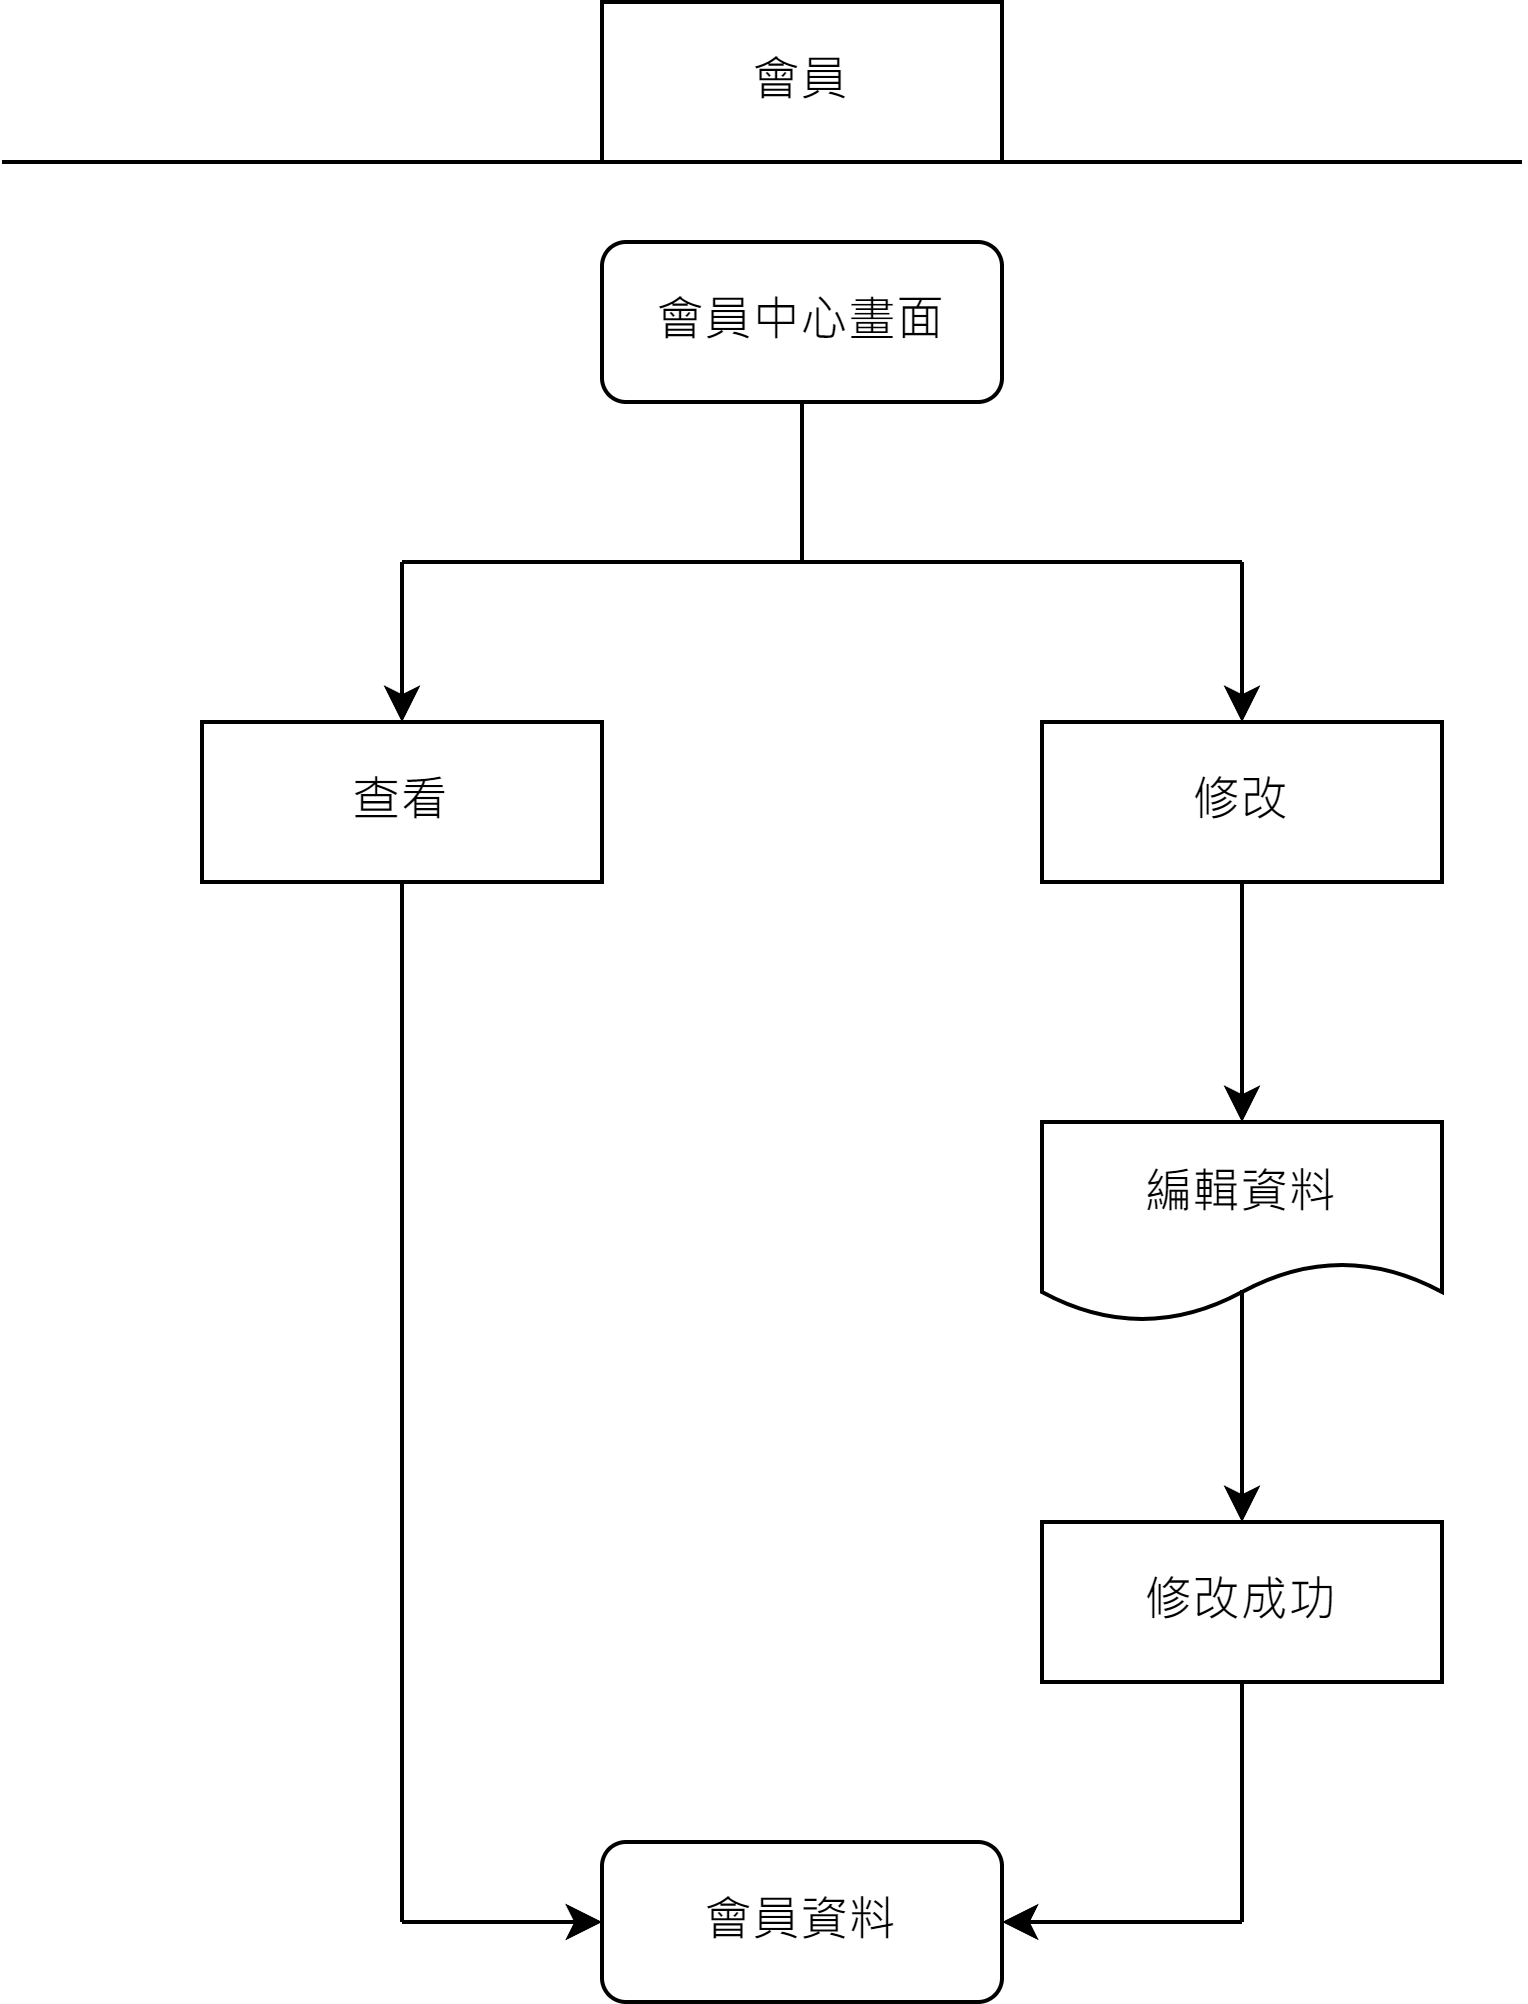 會員
會員中心畫面
查看
修改
編輯資料
修改成功
會員資料